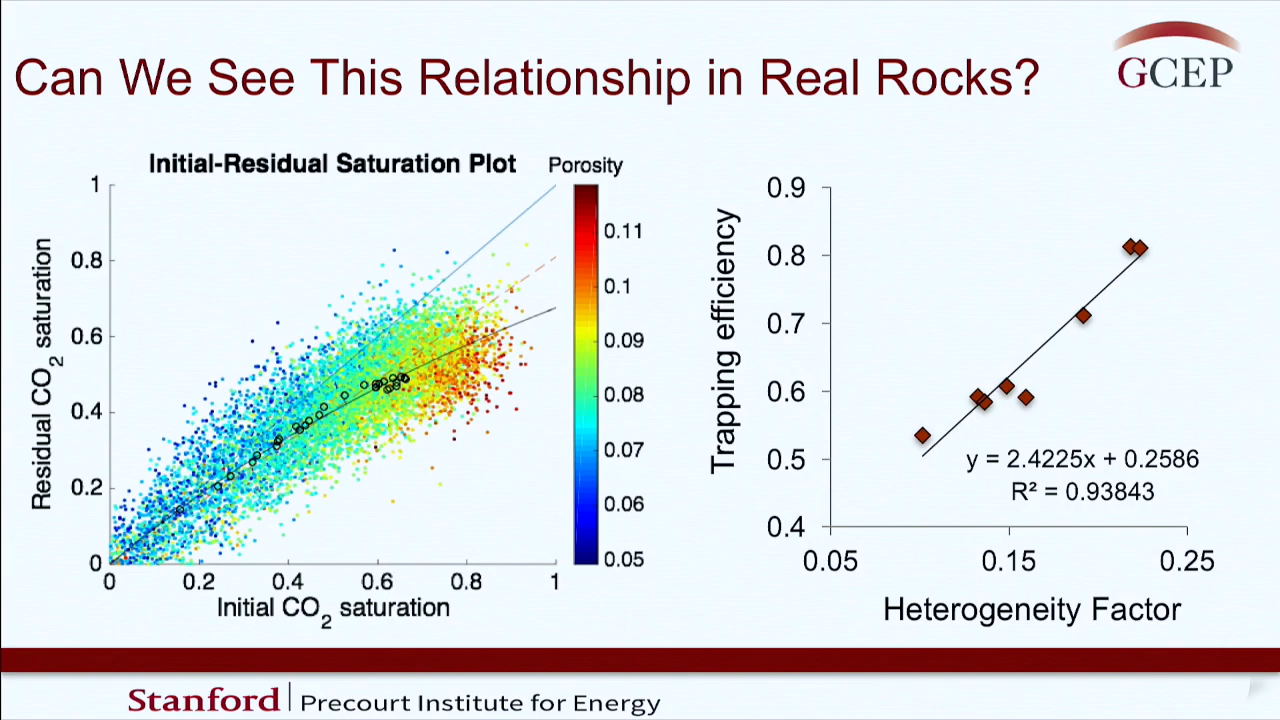 Can We See This Relationship in Real Rocks?
GCEP
Initial-Residual Saturation Plot
Porosity
Residual CO2 saturation
1
0.8
0.6
0.4
0.2
0
0
0.2
0.4
0.6
0.8
1
Initial CO2 saturation
0.11
0.1
0.09
0.08
0.07
0.06
0.05
Trapping efficiency
0.9
0.8
0.7
0.6
0.5
0.4
y = 2.4225x + 0.2586
R² = 0.93843
0.05
0.15
0.25
Heterogeneity Factor
Stanford | Precourt Institute for Energy